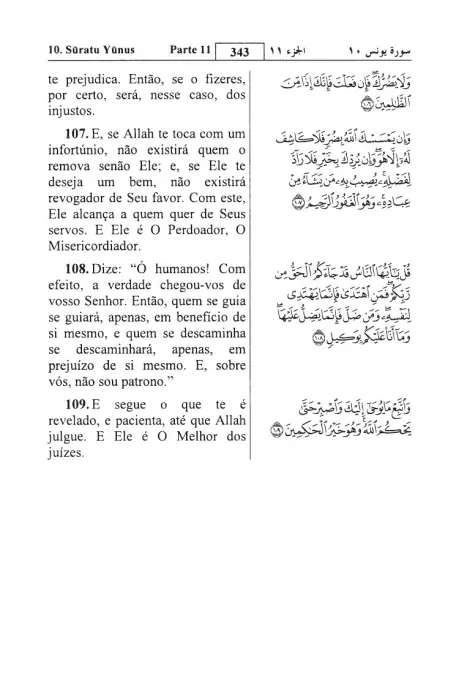 10. Sūratu Yūnus Parte 11 343 الجزء ١١ سورة يونس ١٠
te prejudica. Então, se o fizeres,
por certo, será, nesse caso, dos
injustos.
107. E, se Allah te toca com um
infortúnio, não existirá quem o
remova senão Ele; e, se Ele te
deseja um bem, não existirá
revogador de Seu favor. Com este,
Ele alcança a quem quer de Seus
servos. E Ele é O Perdoador, O
Misericordiador.
108. Dize: “Ó humanos! Com
efeito, a verdade chegou-vos de
vosso Senhor. Então, quem se guia
se guiará, apenas, em benefício de
si mesmo, e quem se descaminha
se descaminhará, apenas, em
prejuízo de si mesmo. E, sobre
vós, não sou patrono.”
109. E segue o que te é
revelado, e pacienta, até que Allah
julgue. E Ele é O Melhor dos
juízes.
وَلَا يَضُرُّكَ ۖ فَإِن فَعَلْتَ فَإِنَّكَ إِذًا مِّنَ
ٱلظَّـٰلِمِينَ ١٠٦
وَإِن يَمْسَسْكَ ٱللَّهُ بِضُرٍّ فَلَا كَاشِفَ
لَهُۥٓ إِلَّا هُوَ ۖ وَإِن يُرِدْكَ بِخَيْرٍ فَلَا رَآدَّ
لِفَضْلِهِۦ ۚ يُصِيبُ بِهِۦ مَن يَشَآءُ مِنْ
عِبَادِهِۦ ۚ وَهُوَ ٱلْغَفُورُ ٱلرَّحِيمُ ١٠٧
قُلْ يَـٰٓأَيُّهَا ٱلنَّاسُ قَدْ جَآءَكُمُ ٱلْحَقُّ مِن
رَّبِّكُمْ ۖ فَمَنِ ٱهْتَدَىٰ فَإِنَّمَا يَهْتَدِى
لِنَفْسِهِۦ ۖ وَمَن ضَلَّ فَإِنَّمَا يَضِلُّ عَلَيْهَا ۖ
وَمَآ أَنَا۠ عَلَيْكُم بِوَكِيلٍ ١٠٨
وَٱتَّبِعْ مَا يُوحَىٰٓ إِلَيْكَ وَٱصْبِرْ حَتَّىٰ
يَحْكُمَ ٱللَّهُ ۚ وَهُوَ خَيْرُ ٱلْحَـٰكِمِينَ ١٠٩